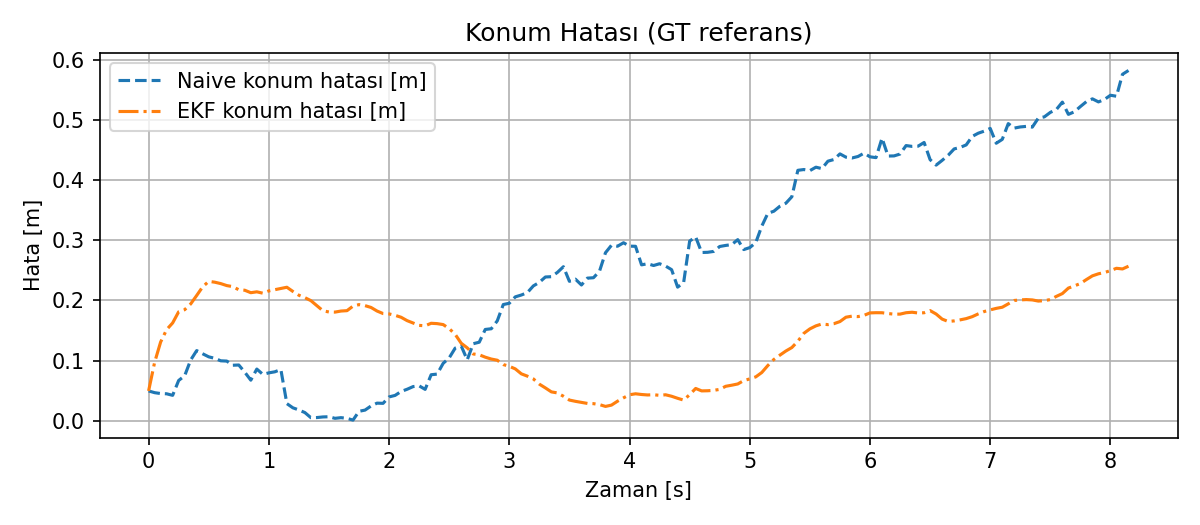 Konum Hatası (GT referans)
Naive konum hatası [m]
EKF konum hatası [m]
Hata [m]
0.6
0.5
0.4
0.3
0.2
0.1
0.0
0 1 2 3 4 5 6 7 8
Zaman [s]